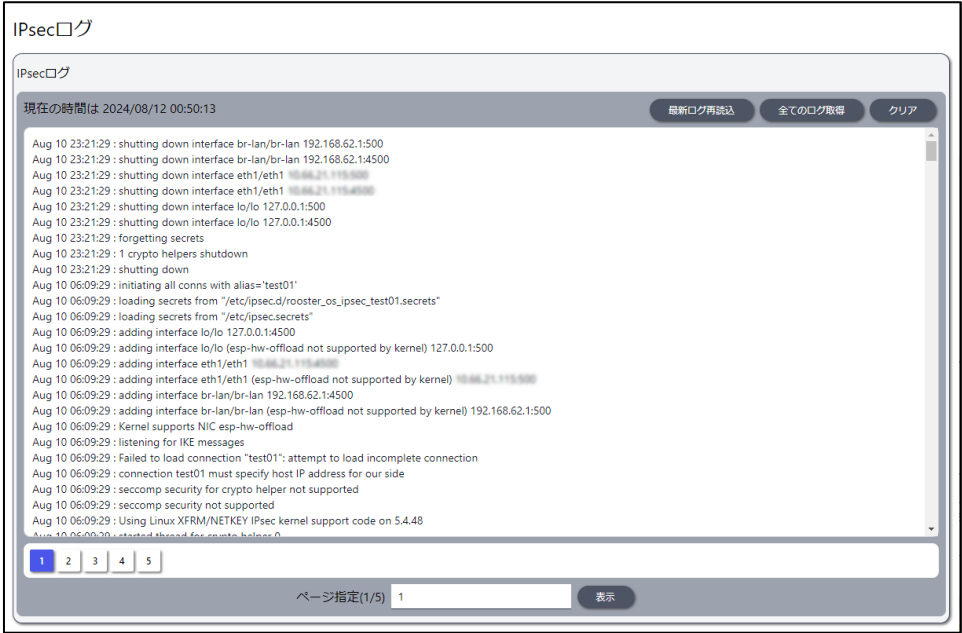 IPsecログ
IPsecログ
現在の時間は 2024/08/12 00:50:13
最新ログ再読込 全てのログ取得 クリア
Aug 10 23:21:29 : shutting down interface br-lan/br-lan 192.168.62.1:500
Aug 10 23:21:29 : shutting down interface br-lan/br-lan 192.168.62.1:4500
Aug 10 23:21:29 : shutting down interface eth1/eth1
Aug 10 23:21:29 : shutting down interface eth1/eth1
Aug 10 23:21:29 : shutting down interface lo/lo 127.0.0.1:500
Aug 10 23:21:29 : shutting down interface lo/lo 127.0.0.1:4500
Aug 10 23:21:29 : forgetting secrets
Aug 10 23:21:29 : 1 crypto helpers shutdown
Aug 10 23:21:29 : shutting down
Aug 10 06:09:29 : initiating all conns with alias='test01'
Aug 10 06:09:29 : loading secrets from "/etc/ipsec.d/rooster_os_ipsec_test01.secrets"
Aug 10 06:09:29 : loading secrets from "/etc/ipsec.secrets"
Aug 10 06:09:29 : adding interface lo/lo 127.0.0.1:4500
Aug 10 06:09:29 : adding interface lo/lo (esp-hw-offload not supported by kernel) 127.0.0.1:500
Aug 10 06:09:29 : adding interface eth1/eth1
Aug 10 06:09:29 : adding interface eth1/eth1 (esp-hw-offload not supported by kernel)
Aug 10 06:09:29 : adding interface br-lan/br-lan 192.168.62.1:4500
Aug 10 06:09:29 : adding interface br-lan/br-lan (esp-hw-offload not supported by kernel) 192.168.62.1:500
Aug 10 06:09:29 : Kernel supports NIC esp-hw-offload
Aug 10 06:09:29 : listening for IKE messages
Aug 10 06:09:29 : Failed to load connection "test01": attempt to load incomplete connection
Aug 10 06:09:29 : connection test01 must specify host IP address for our side
Aug 10 06:09:29 : seccomp security for crypto helper not supported
Aug 10 06:09:29 : seccomp security not supported
Aug 10 06:09:29 : Using Linux XFRM/NETKEY IPsec kernel support code on 5.4.48
Aug 10 06:09:29 : started thread for crypto helper 0
1 2 3 4 5
ページ指定(1/5) 1 表示